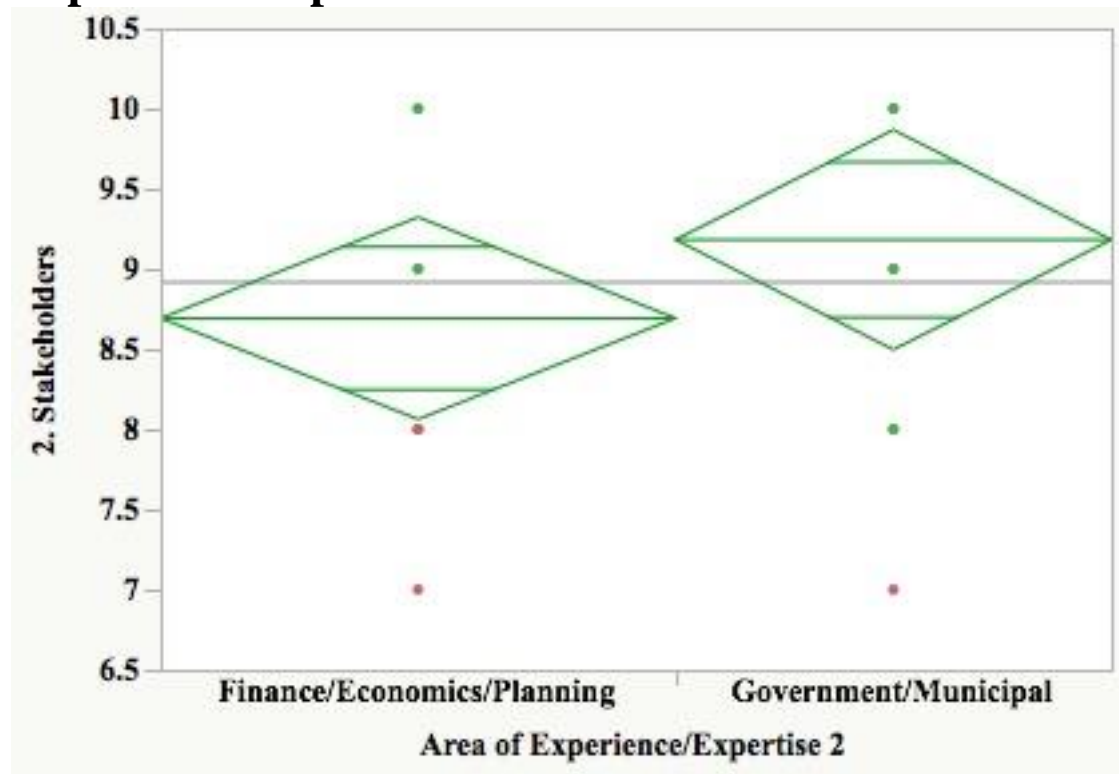 10.5
10
9.5
9
8.5
8
7.5
7
6.5
2. Stakeholders
Finance/Economics/Planning
Government/Municipal
Area of Experience/Expertise 2